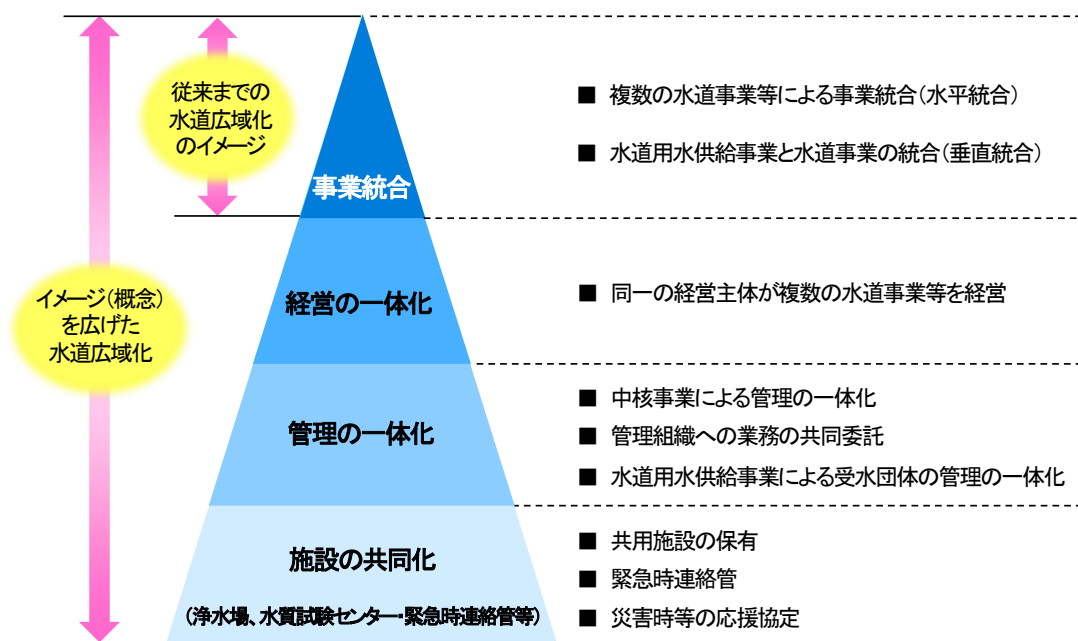 従来までの
水道広域化
のイメージ
事業統合
■ 複数の水道事業等による事業統合(水平統合)
■ 水道用水供給事業と水道事業の統合(垂直統合)
イメージ(概念)
を広げた
水道広域化
経営の一体化
■ 同一の経営主体が複数の水道事業等を経営
管理の一体化
■ 中核事業による管理の一体化
■ 管理組織への業務の共同委託
■ 水道用水供給事業による受水団体の管理の一体化
施設の共同化
(浄水場、水質試験センター・緊急時連絡管等)
■ 共用施設の保有
■ 緊急時連絡管
■ 災害時等の応援協定